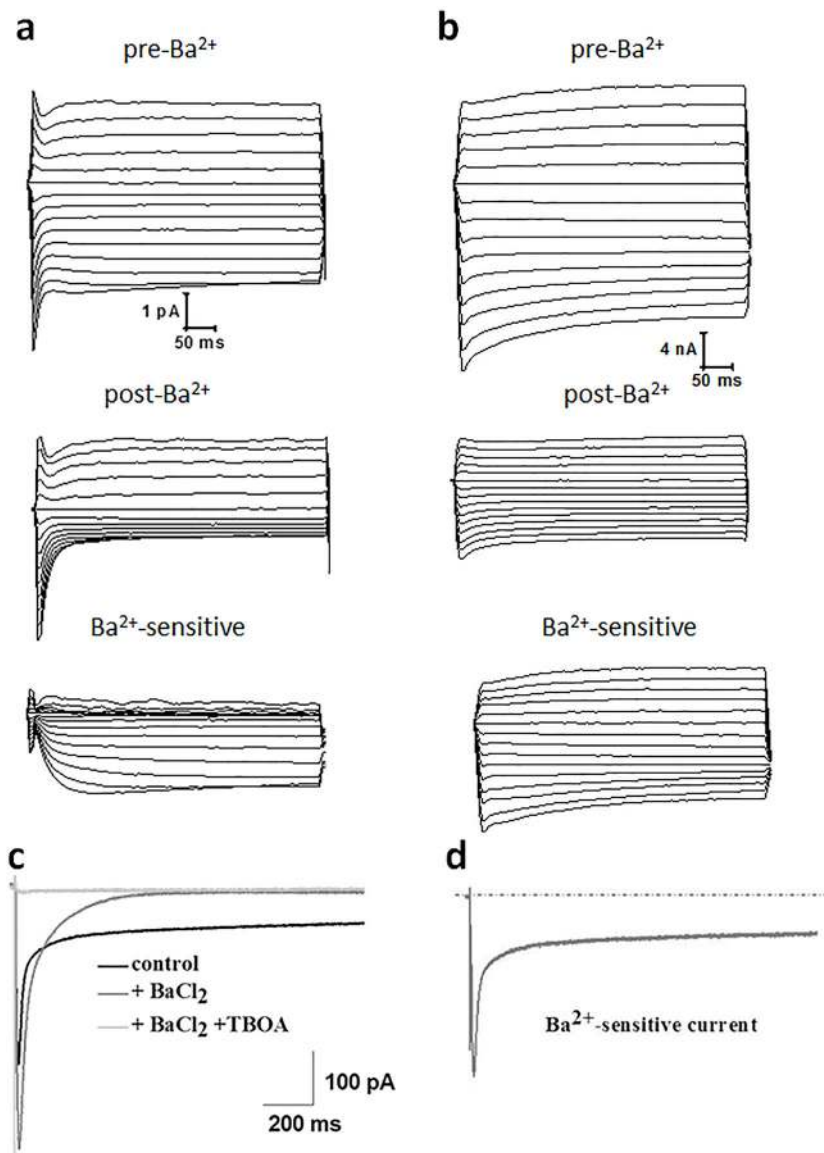 a
b
pre-Ba²⁺
pre-Ba²⁺
1 pA
50 ms
4 nA
50 ms
post-Ba²⁺
post-Ba²⁺
Ba²⁺-sensitive
Ba²⁺-sensitive
c
d
control
+ BaCl₂
+ BaCl₂ +TBOA
100 pA
200 ms
Ba²⁺-sensitive current